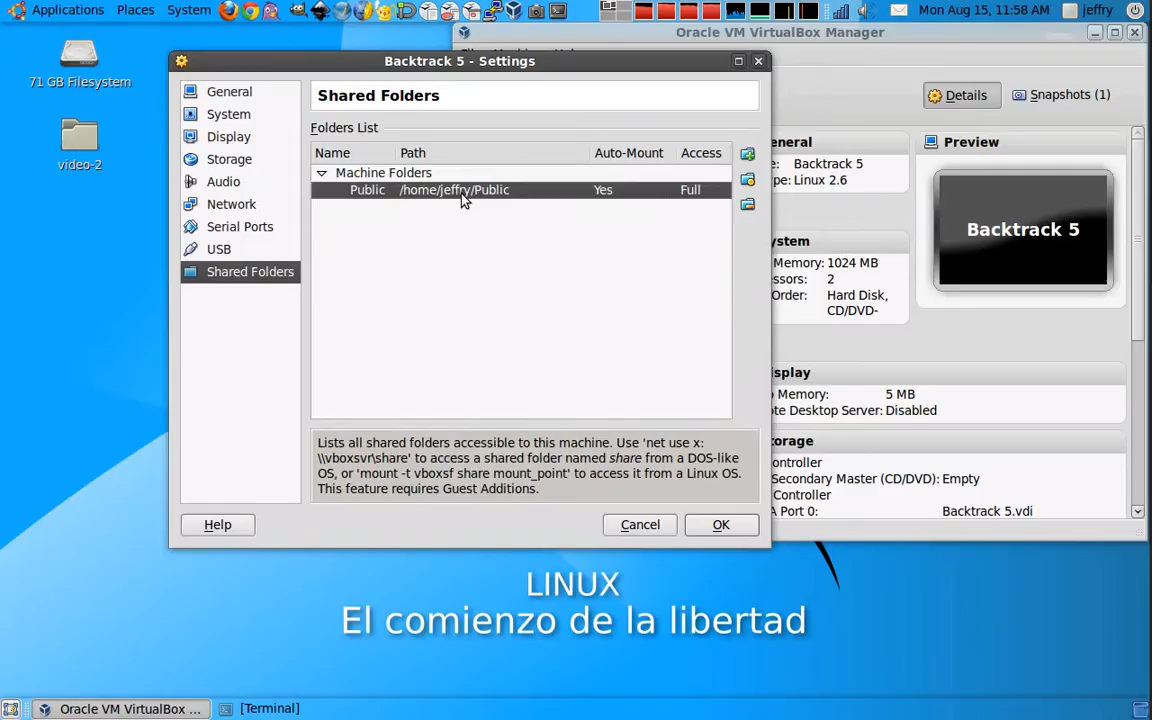 Applications Places System
Mon Aug 15, 11:58 AM jeffry
71 GB Filesystem
video-2
Oracle VM VirtualBox Manager
Backtrack 5 - Settings
General
System
Display
Storage
Audio
Network
Serial Ports
USB
Shared Folders
Shared Folders
Folders List
Name Path Auto-Mount Access
Machine Folders
Public /home/jeffry/Public Yes Full
Lists all shared folders accessible to this machine. Use 'net use x:
\\vboxsvr\share' to access a shared folder named share from a DOS-like
OS, or 'mount -t vboxsf share mount_point' to access it from a Linux OS.
This feature requires Guest Additions.
Help Cancel OK
Details Snapshots (1)
eneral
e: Backtrack 5
ype: Linux 2.6
ystem
Memory: 1024 MB
ssors: 2
Order: Hard Disk,
CD/DVD-
Preview
Backtrack 5
isplay
o Memory: 5 MB
ote Desktop Server: Disabled
torage
ontroller
Secondary Master (CD/DVD): Empty
Controller
A Port 0: Backtrack 5.vdi
LINUX
El comienzo de la libertad
Oracle VM VirtualBox ... [Terminal]